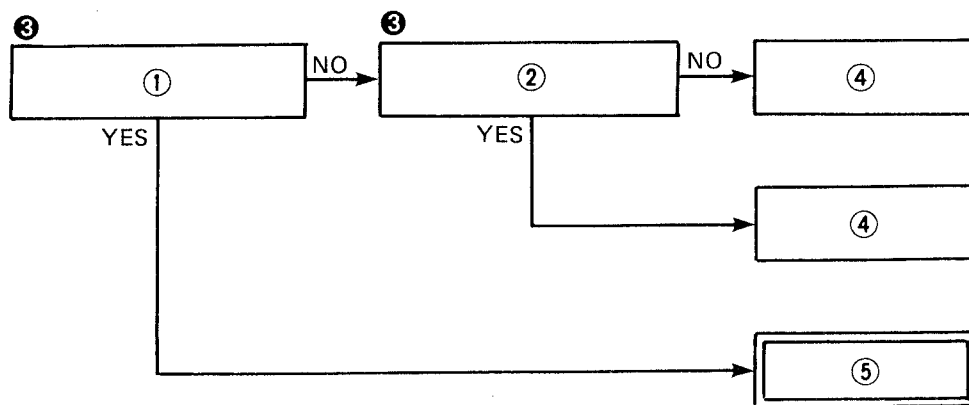 ❸ ❸
① NO ② NO ④
YES YES
④
⑤